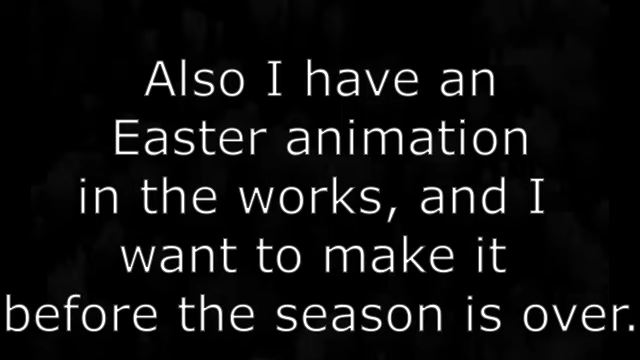 Also I have an
Easter animation
in the works, and I
want to make it
before the season is over.